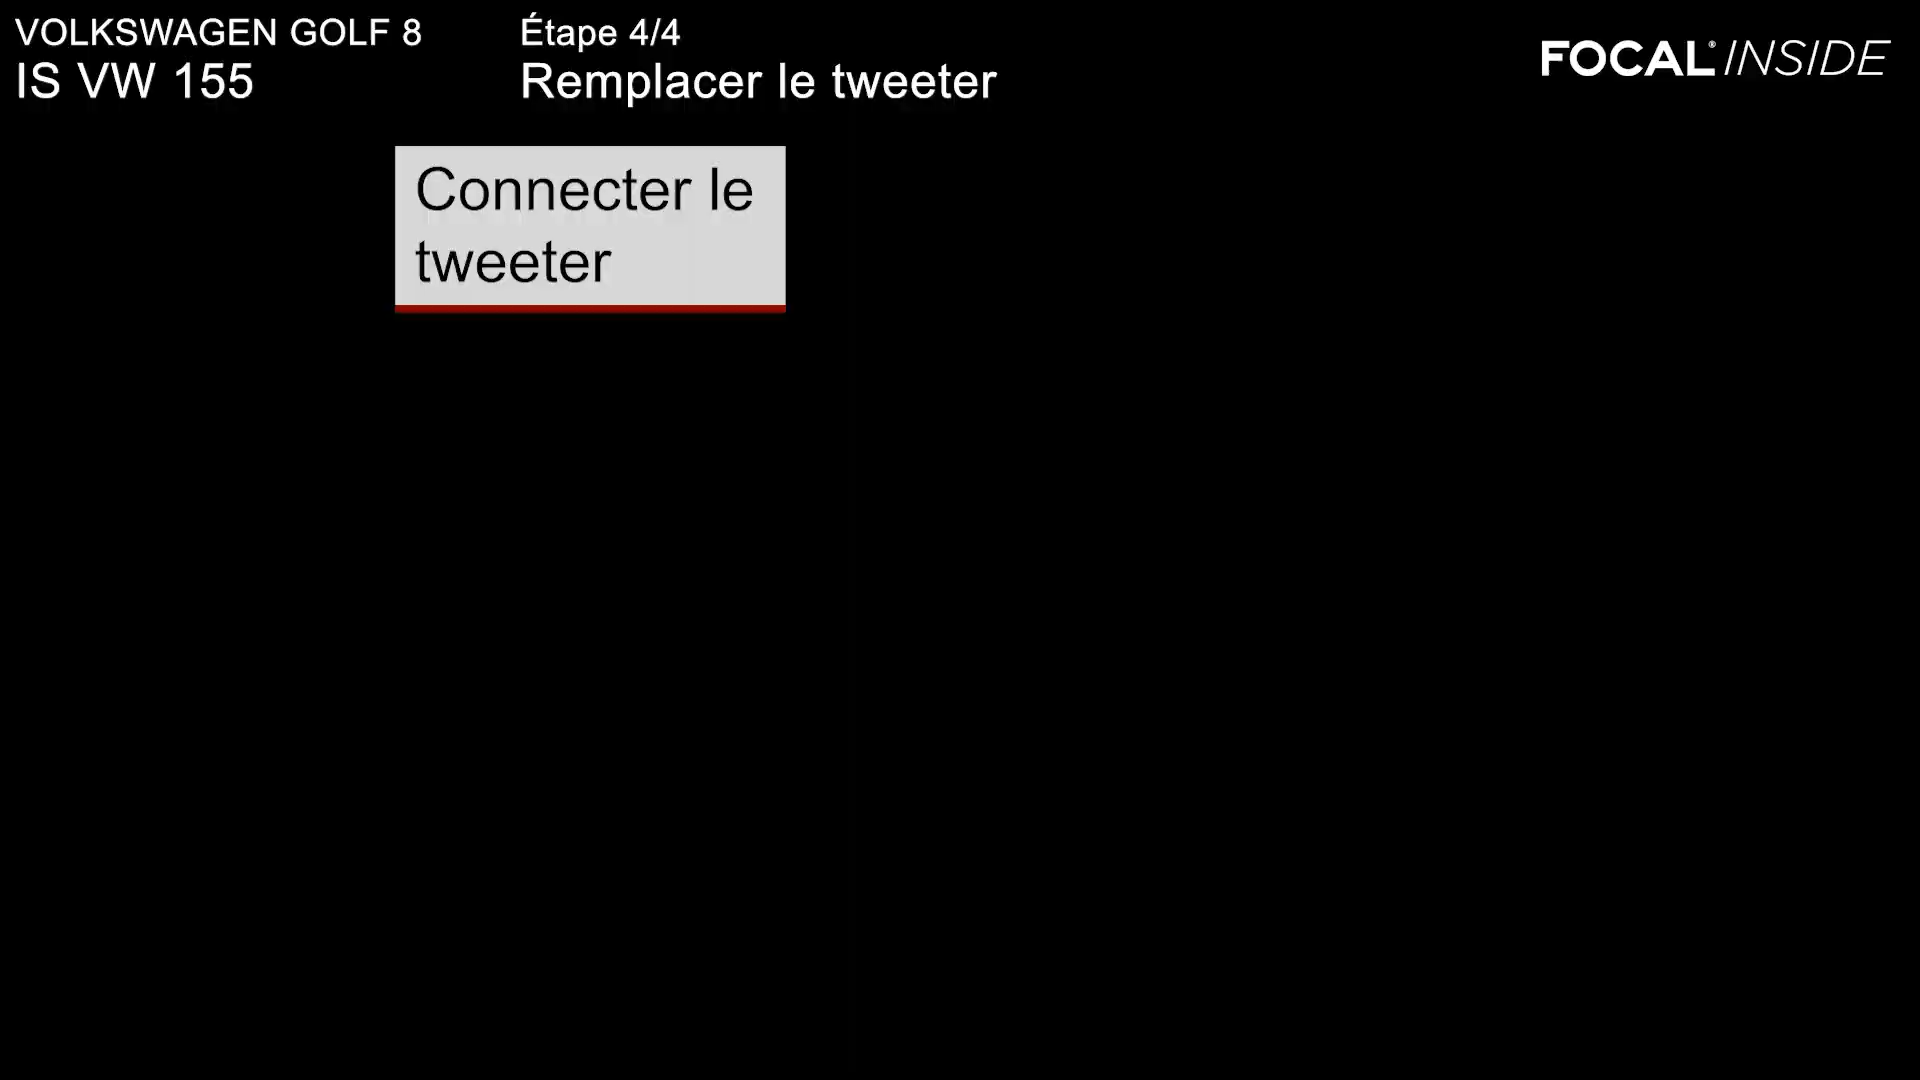 VOLKSWAGEN GOLF 8
IS VW 155
Étape 4/4
Remplacer le tweeter
FOCAL® INSIDE
Connecter le
tweeter